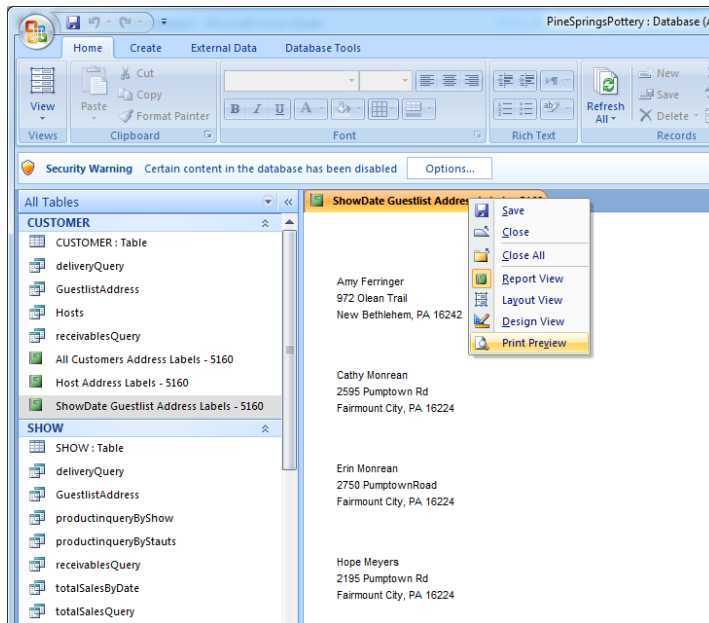 PineSpringsPottery : Database (A
Home Create External Data Database Tools
View
Views
Paste
Cut
Copy
Format Painter
Clipboard
B I U A
Font
Rich Text
Refresh
All
New
Save
Delete
Records
Security Warning Certain content in the database has been disabled Options...
All Tables «
CUSTOMER
CUSTOMER : Table
deliveryQuery
GuestlistAddress
Hosts
receivablesQuery
All Customers Address Labels - 5160
Host Address Labels - 5160
ShowDate Guestlist Address Labels - 5160
SHOW
SHOW : Table
deliveryQuery
GuestlistAddress
productinqueryByShow
productinqueryByStauts
receivablesQuery
totalSalesByDate
totalSalesQuery
ShowDate Guestlist Address
Save
Close
Close All
Report View
Layout View
Design View
Print Preview
Amy Ferringer
972 Olean Trail
New Bethlehem, PA 16242
Cathy Monrean
2595 Pumptown Rd
Fairmount City, PA 16224
Erin Monrean
2750 PumptownRoad
Fairmount City, PA 16224
Hope Meyers
2195 Pumptown Rd
Fairmount City, PA 16224